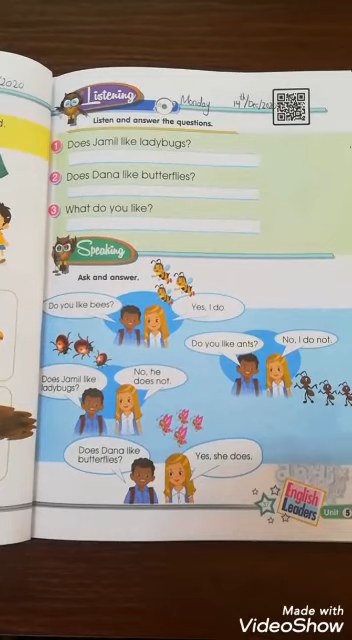 2020
d.
Listening
Monday
14th/Dec/2020
Listen and answer the questions.
1 Does Jamil like ladybugs?
2 Does Dana like butterflies?
3 What do you like?
Speaking
Ask and answer.
Do you like bees?
Yes, I do
Do you like ants?
No, I do not.
Does Jamil like
ladybugs?
No, he
does not.
Does Dana like
butterflies?
Yes, she does.
English
Leaders
Unit 5
Made with
VideoShow